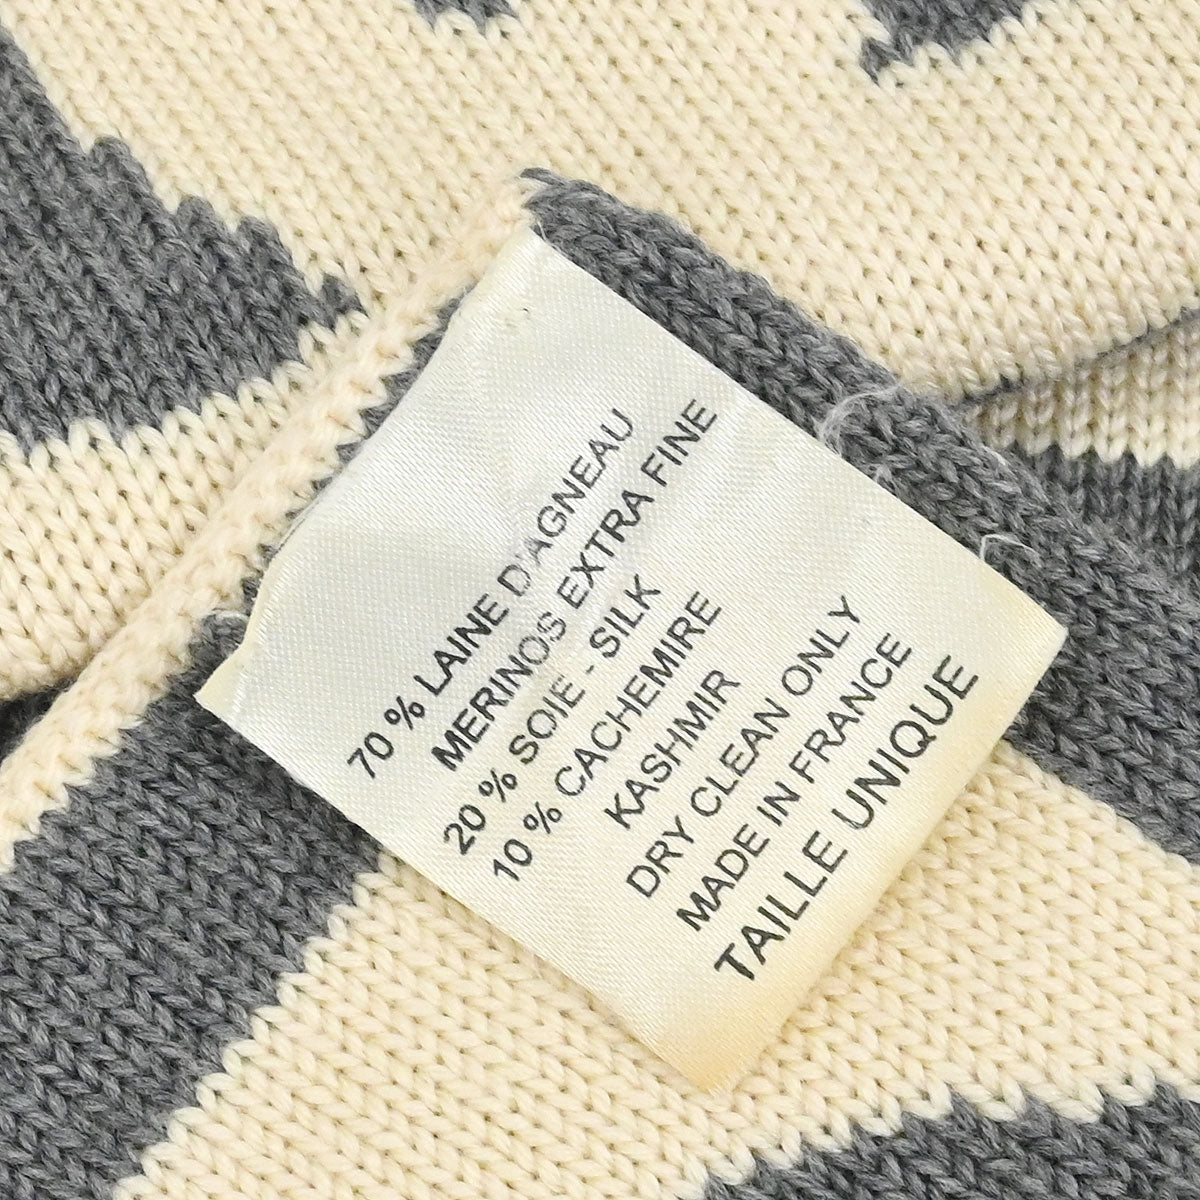 70 % LAINE D'AGNEAU
MERINOS EXTRA FINE
20 % SOIE - SILK
10 % CACHEMIRE
KASHMIR
DRY CLEAN ONLY
MADE IN FRANCE
TAILLE UNIQUE